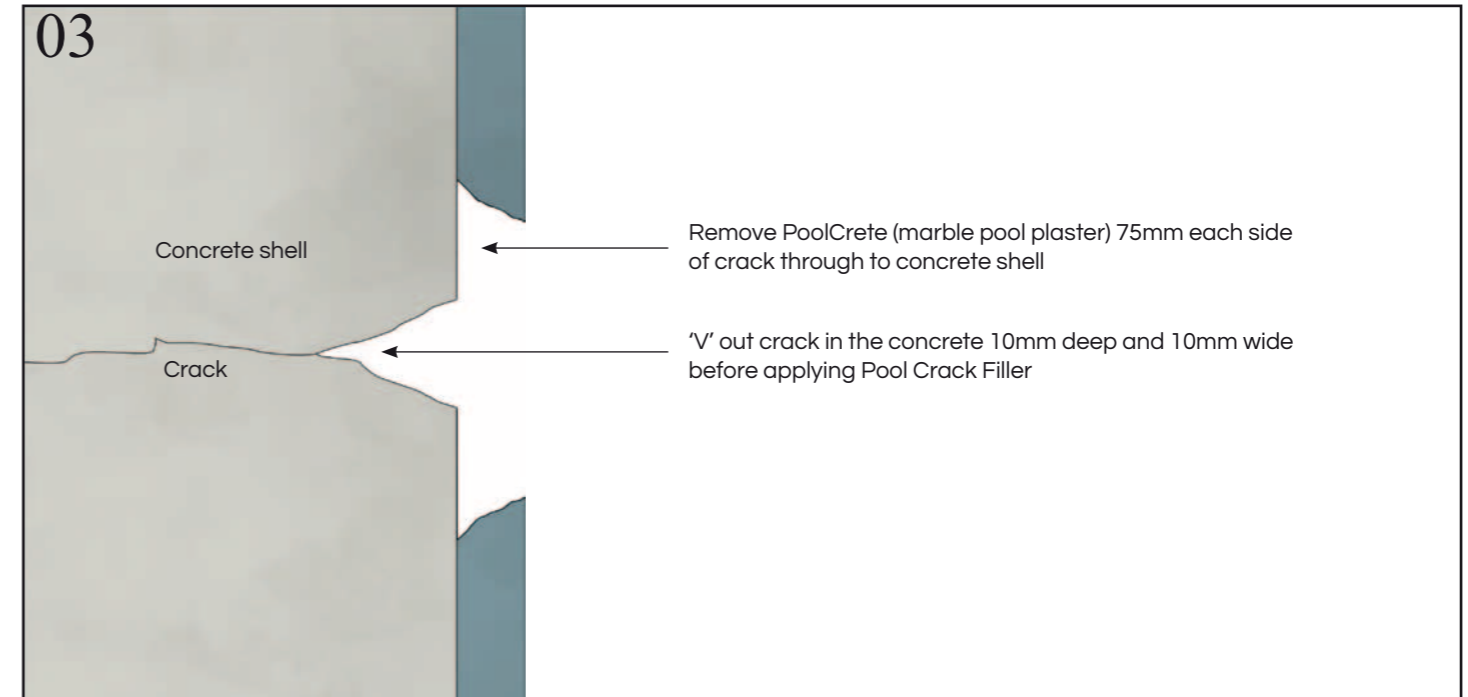 03
Concrete shell
Remove PoolCrete (marble pool plaster) 75mm each side
of crack through to concrete shell
‘V’ out crack in the concrete 10mm deep and 10mm wide
before applying Pool Crack Filler
Crack